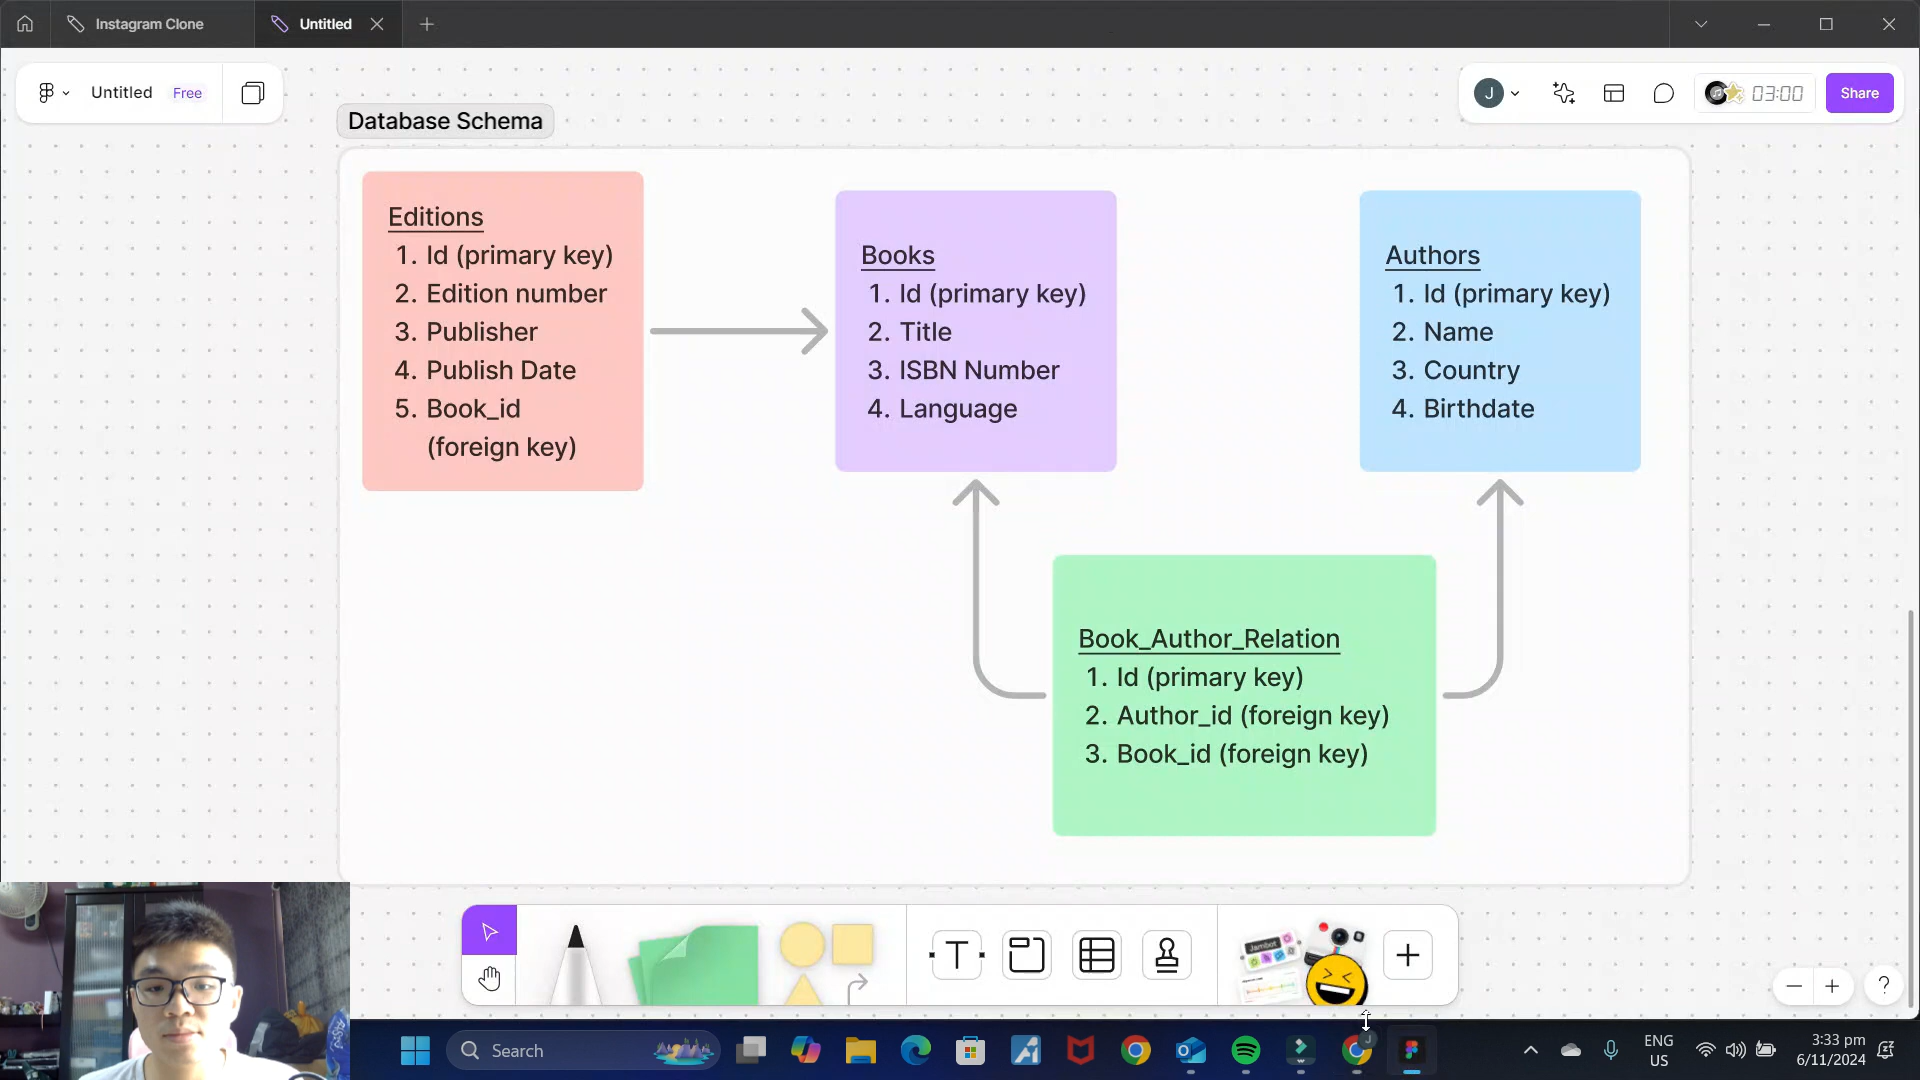 Instagram Clone
Untitled
Untitled
Free
J
03:00
Share
Database Schema
Editions
1. Id (primary key)
2. Edition number
3. Publisher
4. Publish Date
5. Book_id
(foreign key)
Books
1. Id (primary key)
2. Title
3. ISBN Number
4. Language
Authors
1. Id (primary key)
2. Name
3. Country
4. Birthdate
Book_Author_Relation
1. Id (primary key)
2. Author_id (foreign key)
3. Book_id (foreign key)
T
Jambot
Search
J
ENG
US
3:33 pm
6/11/2024